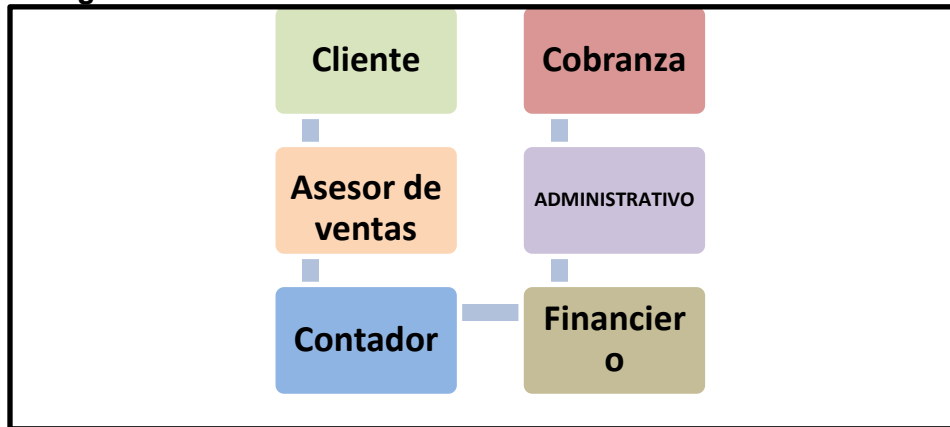 Cliente
Asesor de
ventas
Contador
Financier
o
ADMINISTRATIVO
Cobranza